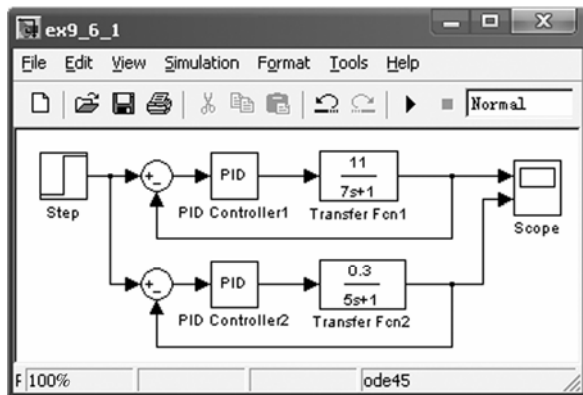 ex9_6_1
File Edit View Simulation Format Tools Help
Normal
Step
+
-
PID
PID Controller1
11
7s+1
Transfer Fcn1
Scope
+
-
PID
PID Controller2
0.3
5s+1
Transfer Fcn2
F 100% ode45